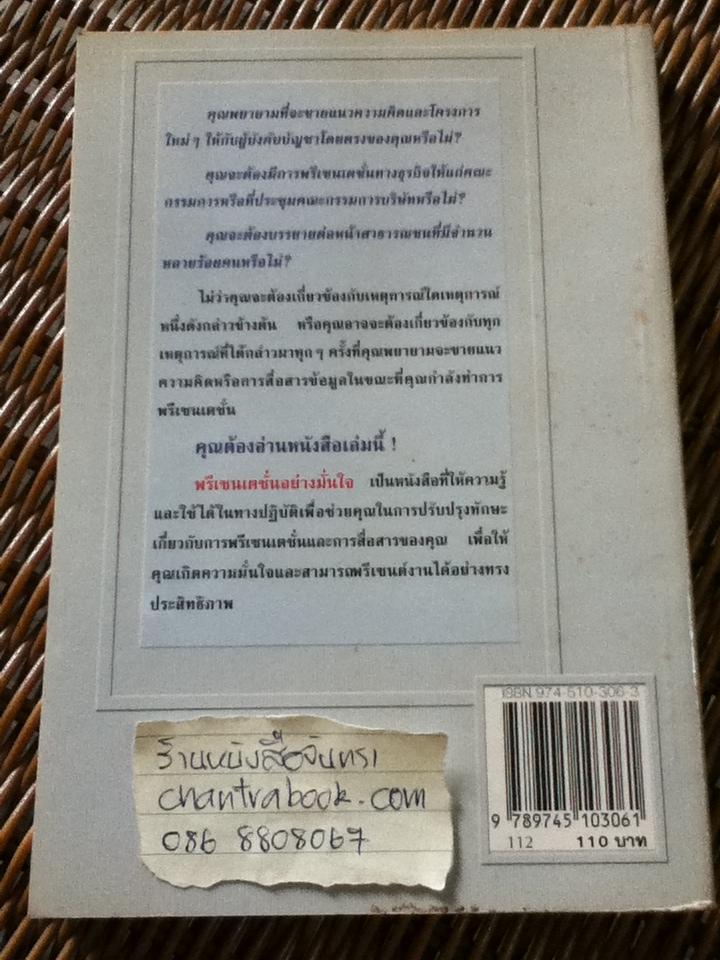 คุณพยายามที่จะขายแนวความคิดและโครงการ
ใหม่ ๆ ให้กับผู้บังคับบัญชาโดยตรงของคุณหรือไม่?
คุณจะต้องมีการพรีเซนเตชั่นทางธุรกิจให้แก่คณะ
กรรมการหรือที่ประชุมคณะกรรมการบริษัทหรือไม่?
คุณจะต้องบรรยายต่อหน้าสาธารณชนที่มีจำนวน
หลายร้อยคนหรือไม่?
ไม่ว่าคุณจะต้องเกี่ยวข้องกับเหตุการณ์ใดเหตุการณ์
หนึ่งดังกล่าวข้างต้น หรือคุณอาจจะต้องเกี่ยวข้องกับทุก
เหตุการณ์ที่ได้กล่าวมาทุก ๆ ครั้งที่คุณพยายามจะขายแนว
ความคิดหรือการสื่อสารข้อมูลในขณะที่คุณกำลังทำการ
พรีเซนเตชั่น
คุณต้องอ่านหนังสือเล่มนี้ !
พรีเซนเตชั่นอย่างมั่นใจ เป็นหนังสือที่ให้ความรู้
และใช้ได้ในทางปฏิบัติเพื่อช่วยคุณในการปรับปรุงทักษะ
เกี่ยวกับการพรีเซนเตชั่นและการสื่อสารของคุณ เพื่อให้
คุณเกิดความมั่นใจและสามารถพรีเซนต์งานได้อย่างทรง
ประสิทธิภาพ
ISBN 974-510-306-3
9 789745 103061
112 110 บาท
ร้านหนังสือจันทรา
chantrabook.com
086 8808067